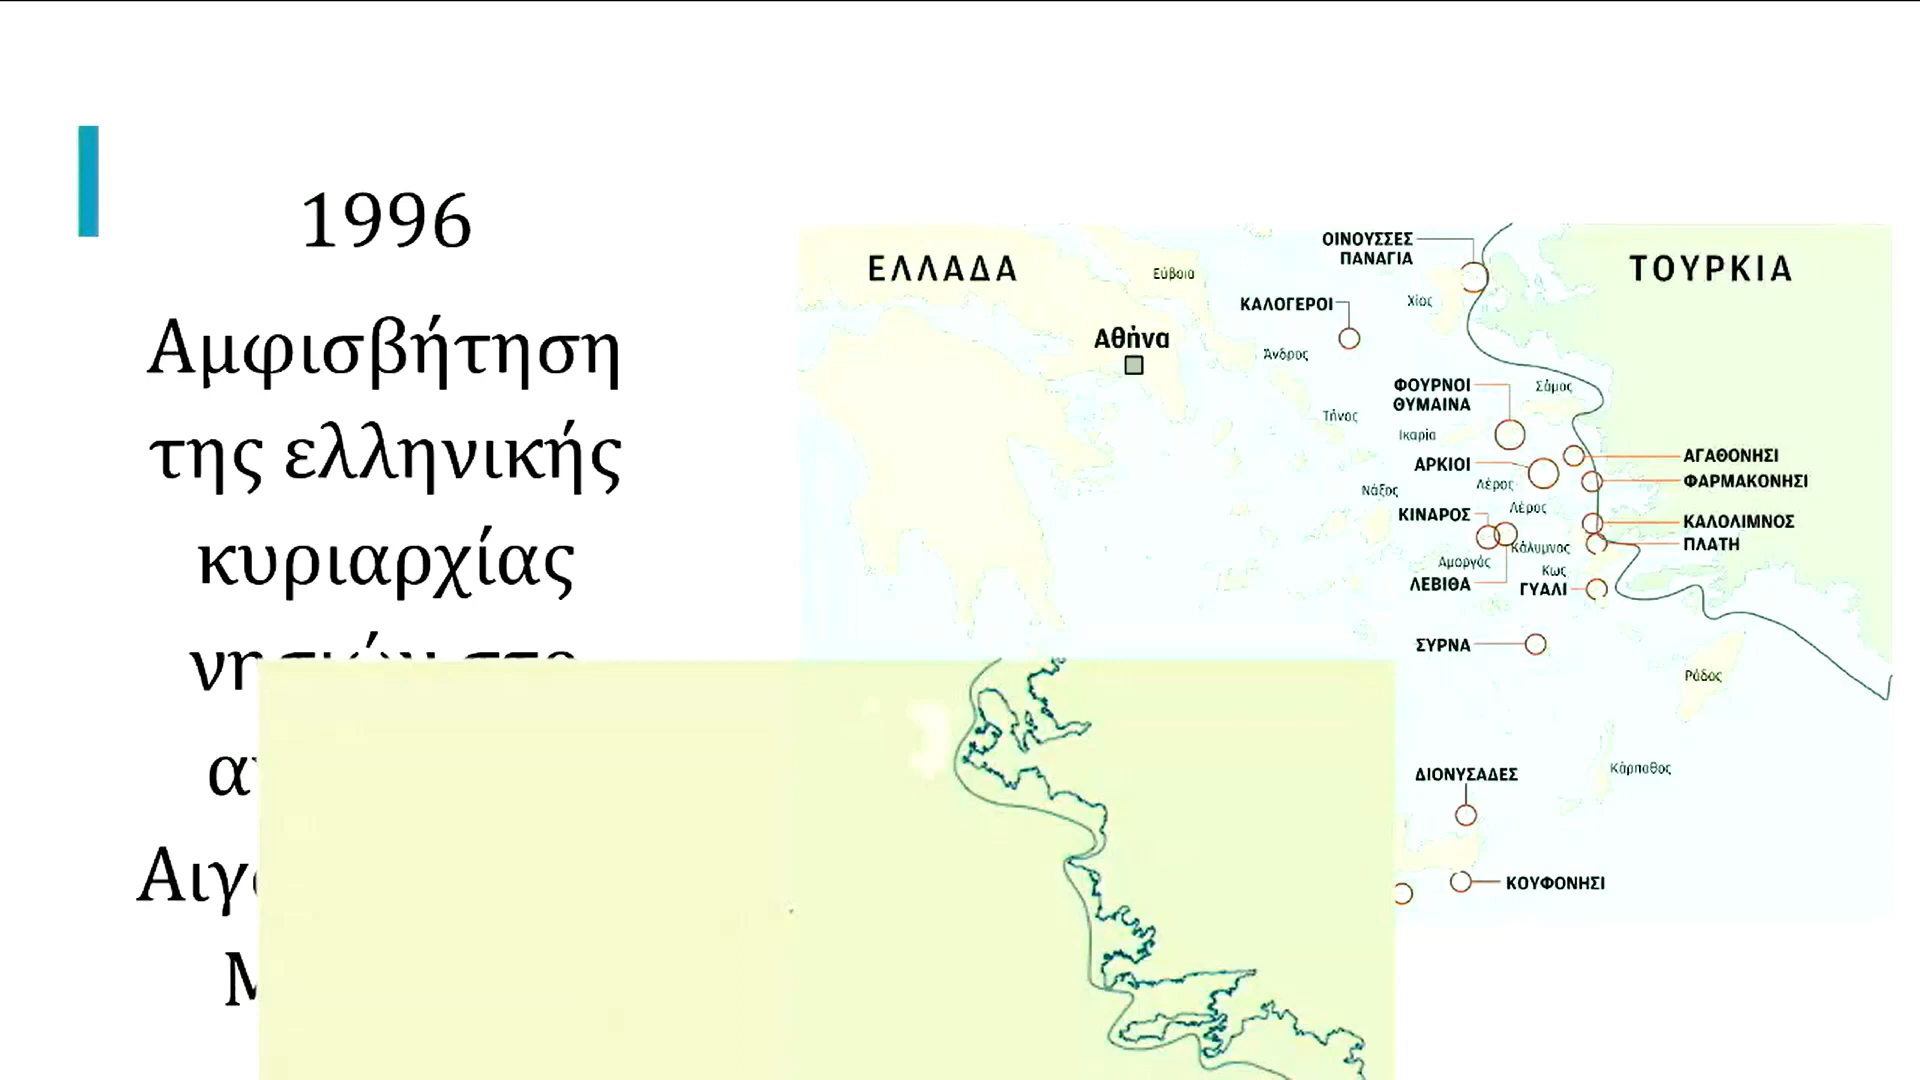 1996
Αμφισβήτηση
της ελληνικής
κυριαρχίας
ΕΛΛΑΔΑ
ΤΟΥΡΚΙΑ
ΟΙΝΟΥΣΣΕΣ
ΠΑΝΑΓΙΑ
Εύβοια
Χίος
ΚΑΛΟΓΕΡΟΙ
Αθήνα
Άνδρος
ΦΟΥΡΝΟΙ
ΘΥΜΑΙΝΑ
Σάμος
Τήνος
Ικαρία
ΑΡΚΙΟΙ
ΑΓΑΘΟΝΗΣΙ
ΦΑΡΜΑΚΟΝΗΣΙ
Νάξος
Λέρος
Λέρος
ΚΙΝΑΡΟΣ
ΚΑΛΟΛΙΜΝΟΣ
ΠΛΑΤΗ
Κάλυμνος
Αμοργός
Κως
ΛΕΒΙΘΑ
ΓΥΑΛΙ
ΣΥΡΝΑ
Ρόδος
Κάρπαθος
ΔΙΟΝΥΣΑΔΕΣ
ΚΟΥΦΟΝΗΣΙ